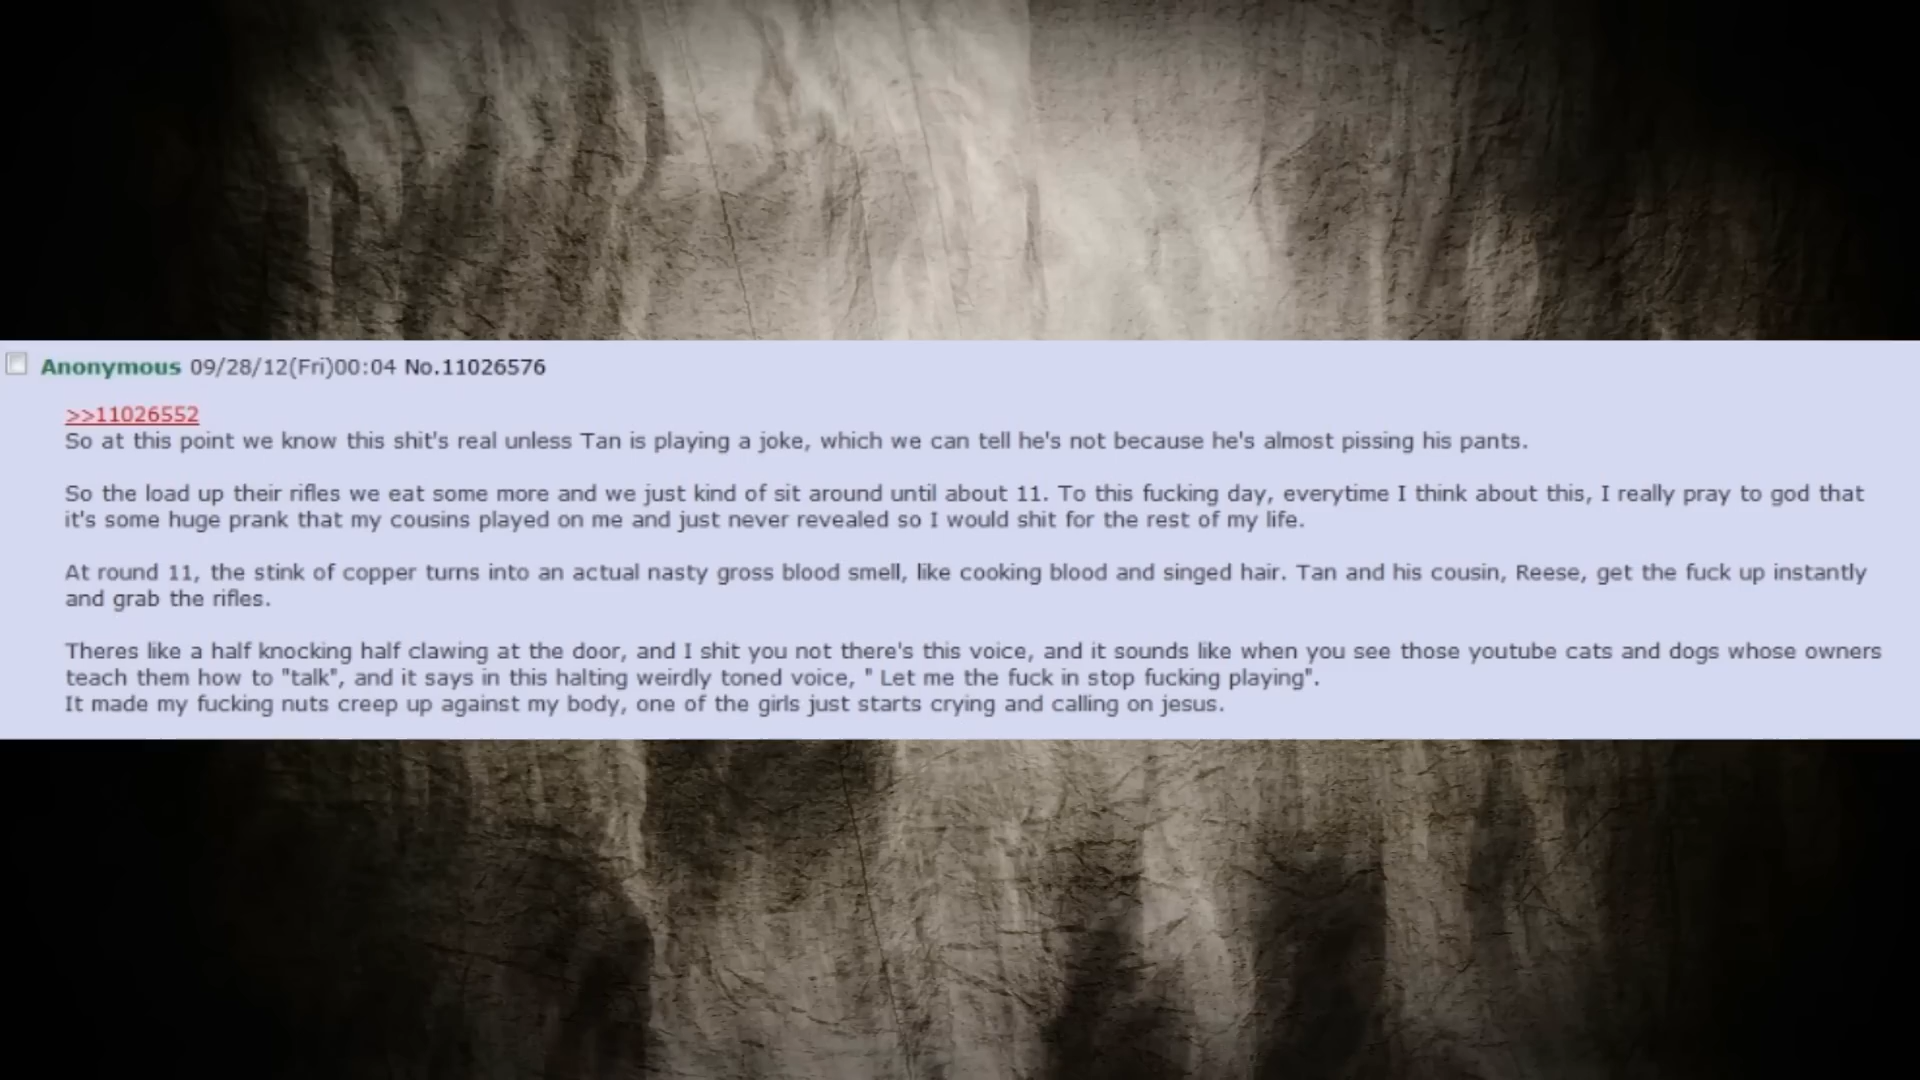 Anonymous 09/28/12(Fri)00:04 No.11026576
>>11026552
So at this point we know this shit's real unless Tan is playing a joke, which we can tell he's not because he's almost pissing his pants.
So the load up their rifles we eat some more and we just kind of sit around until about 11. To this fucking day, everytime I think about this, I really pray to god that
it's some huge prank that my cousins played on me and just never revealed so I would shit for the rest of my life.
At round 11, the stink of copper turns into an actual nasty gross blood smell, like cooking blood and singed hair. Tan and his cousin, Reese, get the fuck up instantly
and grab the rifles.
Theres like a half knocking half clawing at the door, and I shit you not there's this voice, and it sounds like when you see those youtube cats and dogs whose owners
teach them how to "talk", and it says in this halting weirdly toned voice, " Let me the fuck in stop fucking playing".
It made my fucking nuts creep up against my body, one of the girls just starts crying and calling on jesus.